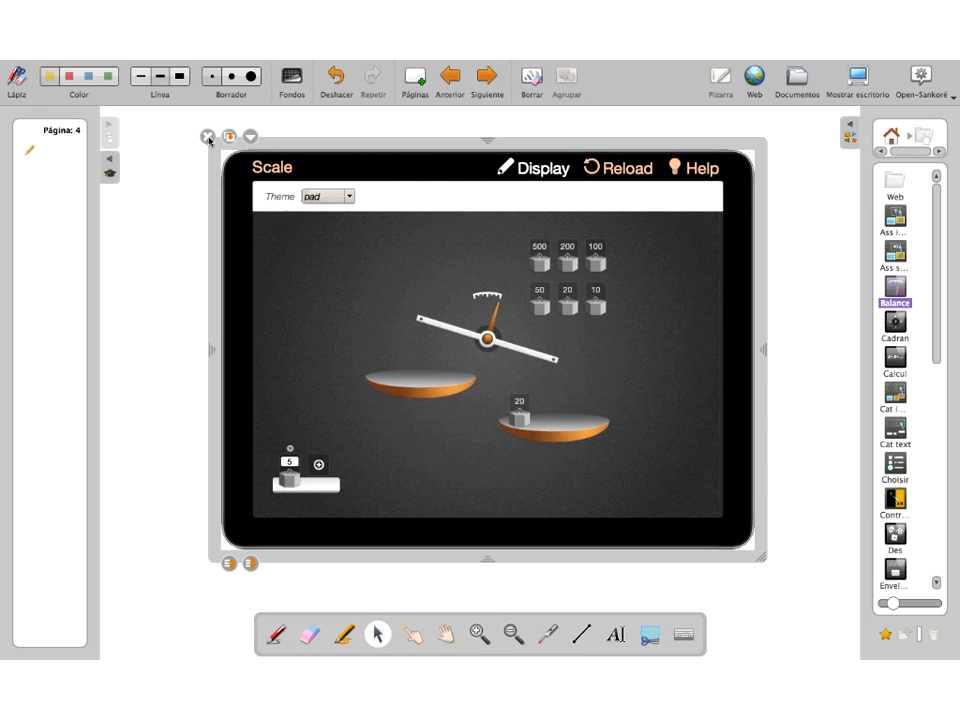 Lápiz
Color
Línea
Borrador
Fondos
Deshacer
Repetir
Páginas
Anterior
Siguiente
Borrar
Agrupar
Pizarra
Web
Documentos
Mostrar escritorio
Open-Sankoré
Página: 4
Scale
Display
Reload
Help
Theme
pad
500 200 100
50 20 10
20
5
Web
Ass i...
Ass s...
Balance
Cadran
Calcul
Cat i...
Cat text
Choisir
Contr...
Des
Envel...
AI